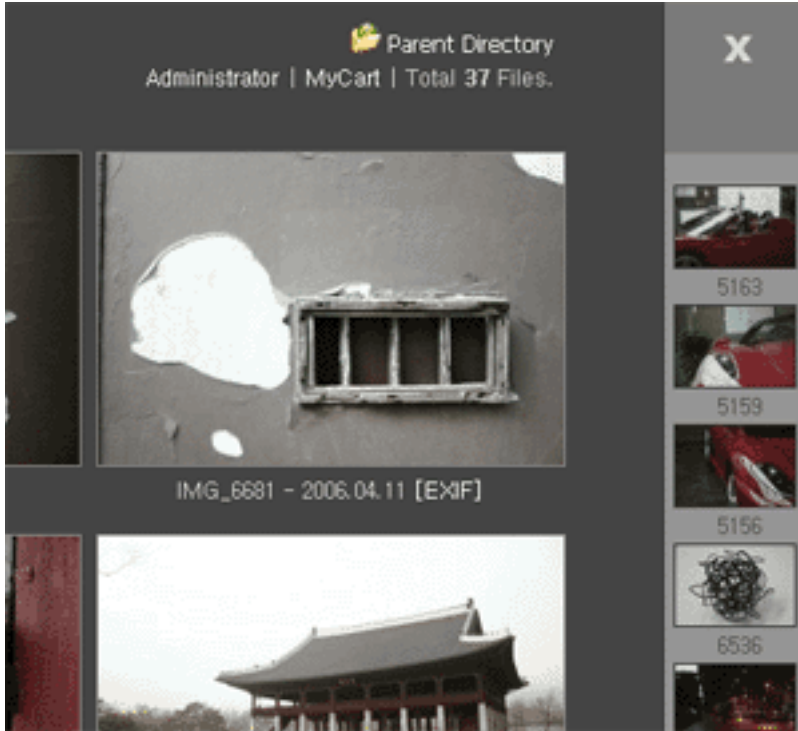 Parent Directory
X
Administrator | MyCart | Total 37 Files.
5163
5159
IMG_6681 - 2006.04.11 [EXIF]
5156
6536